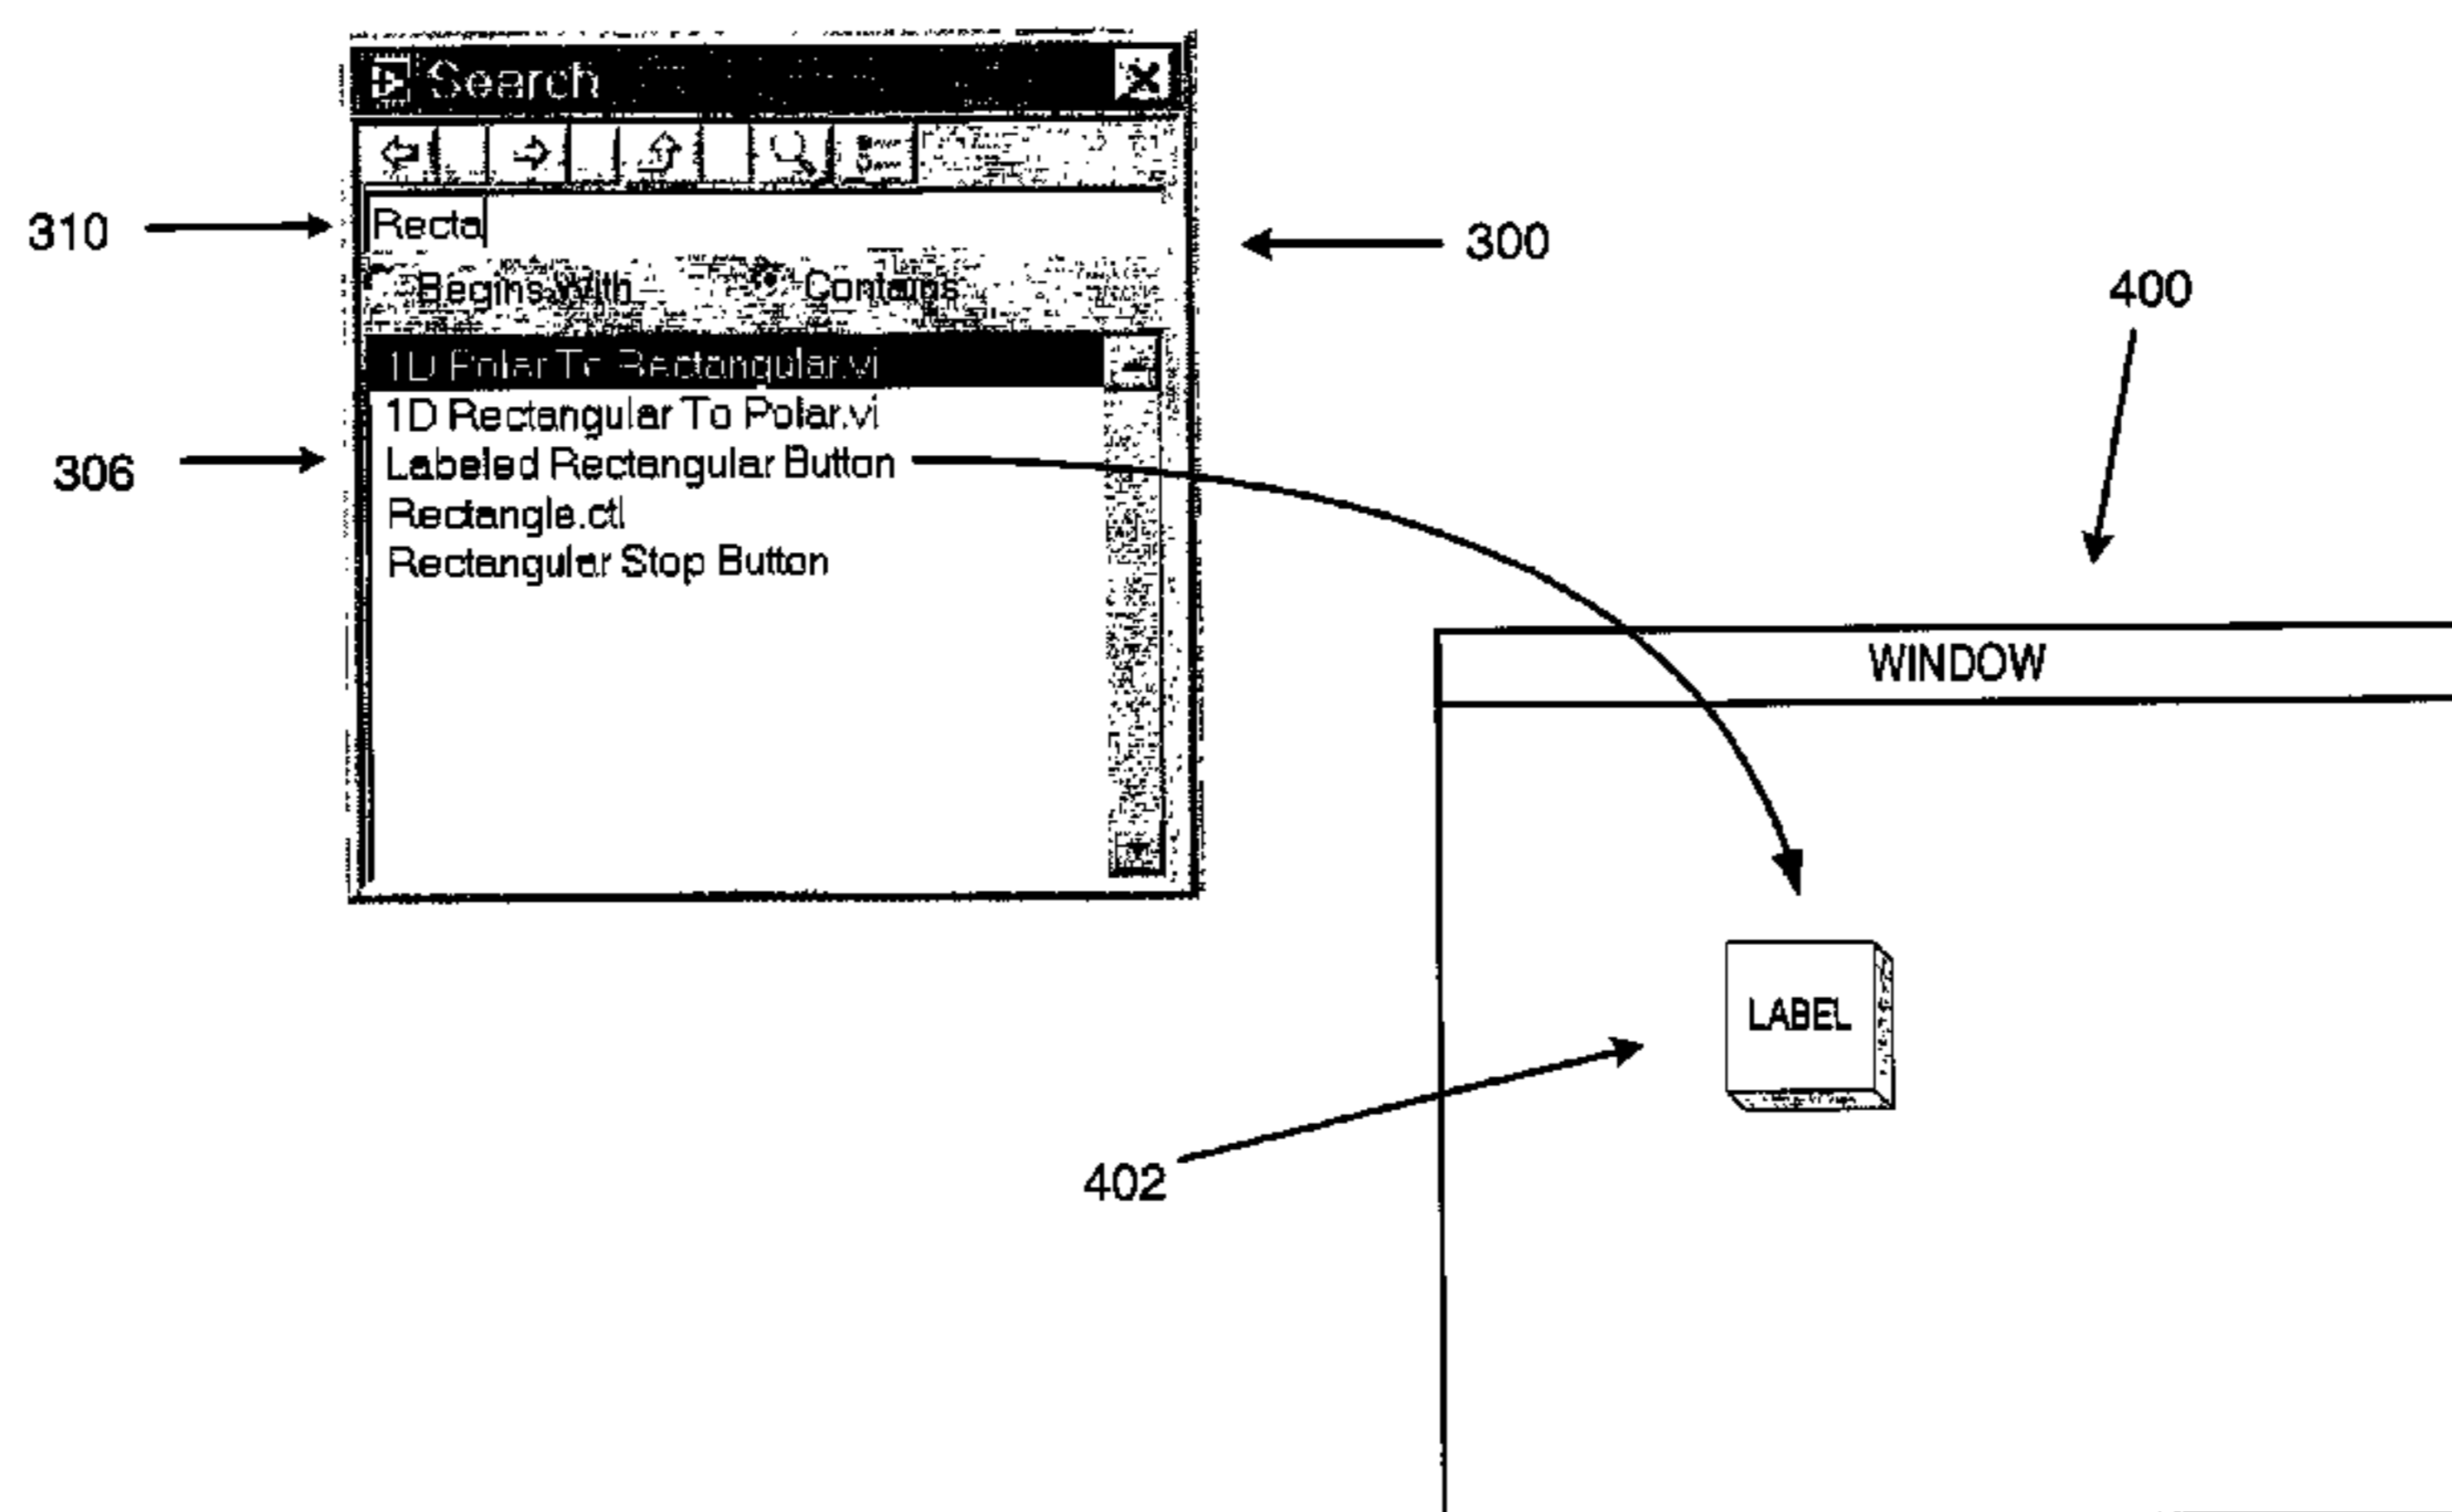 Search
310
Recta
300
Begins With
Contains
400
1D Polar To Rectangular.vi
1D Rectangular To Polar.vi
306
Labeled Rectangular Button
Rectangle.ctl
Rectangular Stop Button
WINDOW
LABEL
402